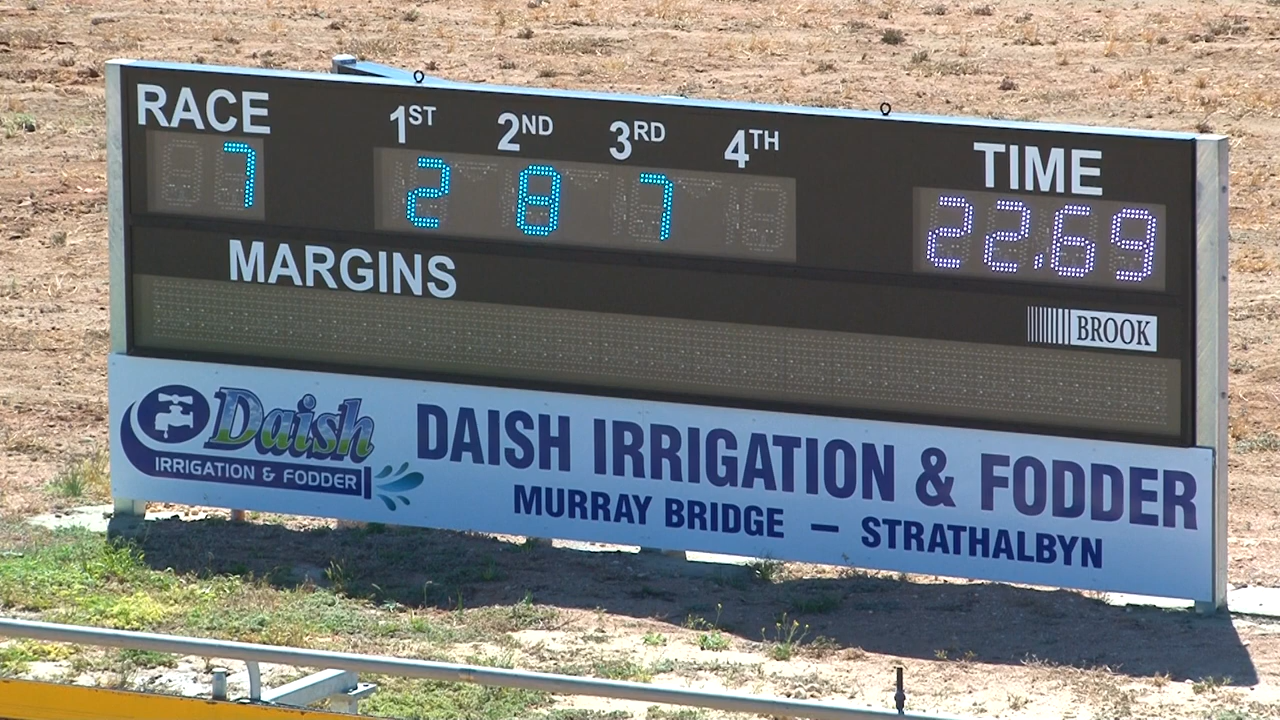 RACE 1ST 2ND 3RD 4TH TIME
7 2 8 7 22.69
MARGINS
BROOK
Daish
IRRIGATION & FODDER
DAISH IRRIGATION & FODDER
MURRAY BRIDGE – STRATHALBYN